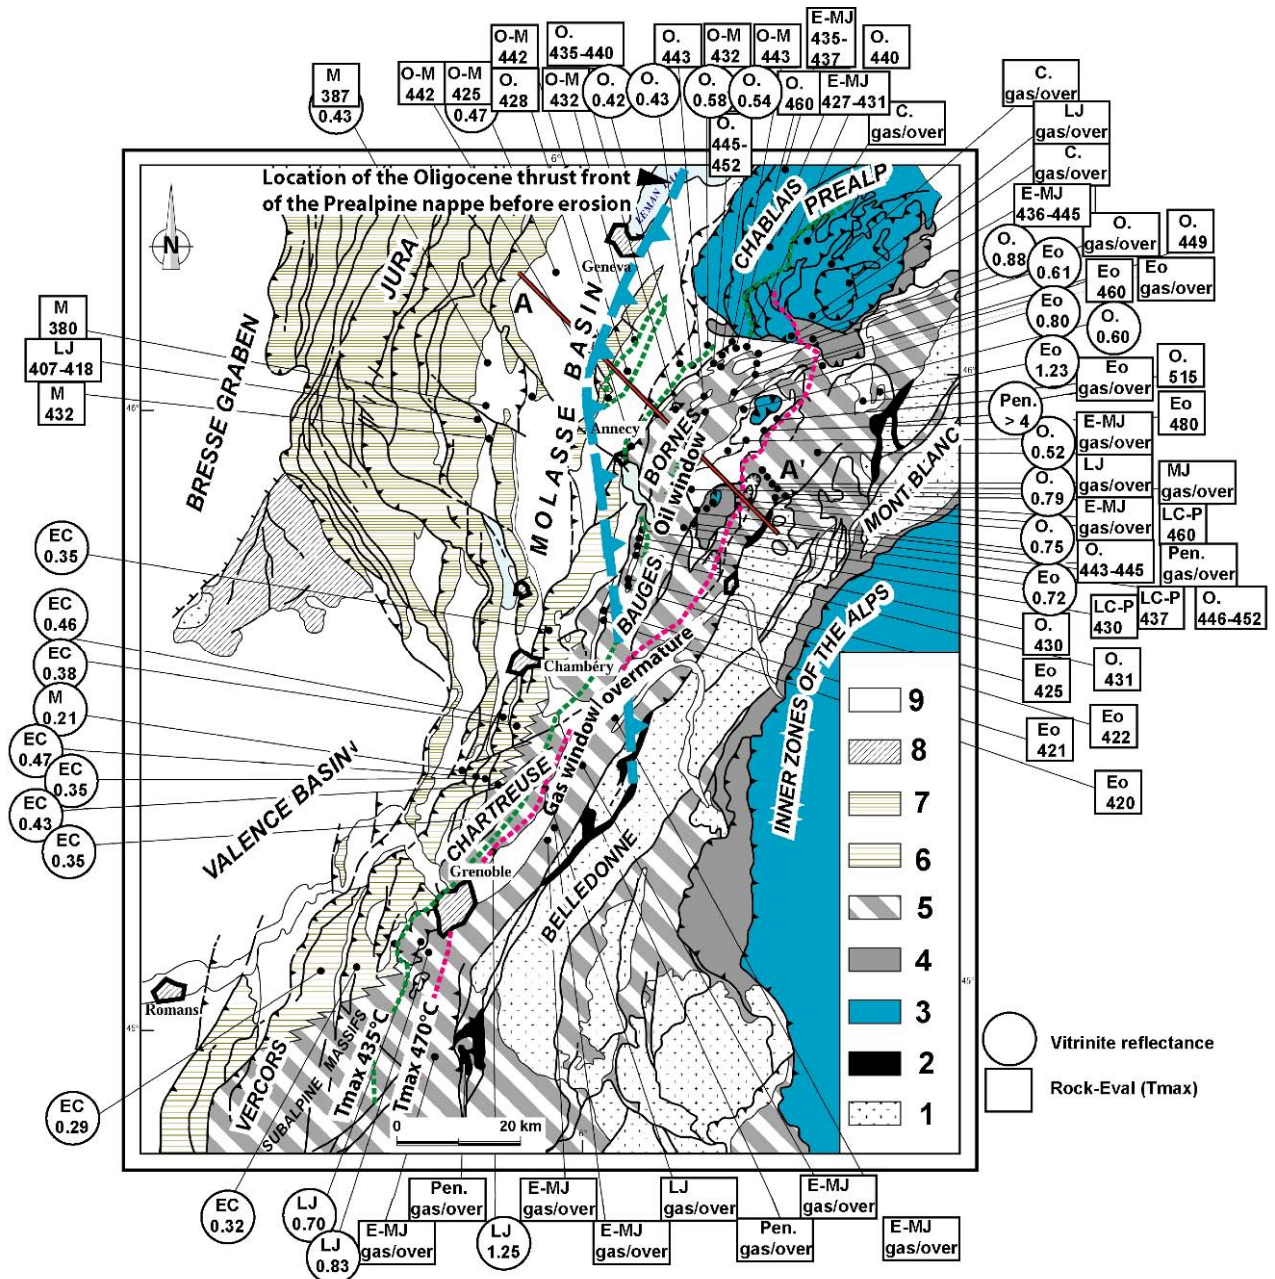 O-M
442
O.
435-440
O.
443
O-M
432
O-M
443
E-MJ
435-
437
O.
440
M
387
0.43
O-M
442
O-M
425
0.47
O.
428
O-M
432
O.
0.42
O.
0.43
O.
0.58
O.
0.54
O.
460
E-MJ
427-431
C.
gas/over
O.
445-
452
C.
gas/over
LJ
gas/over
C.
gas/over
E-MJ
436-445
O.
gas/over
O.
449
O.
0.88
Eo
0.61
Eo
460
Eo
gas/over
Eo
0.80
O.
0.60
Eo
1.23
Eo
gas/over
O.
515
Pen.
> 4
Eo
480
O.
0.52
E-MJ
gas/over
LJ
gas/over
MJ
gas/over
O.
0.79
E-MJ
gas/over
LC-P
460
O.
0.75
O.
443-445
Pen.
gas/over
Eo
0.72
LC-P
430
LC-P
437
O.
446-452
O.
430
O.
431
Eo
425
Eo
422
Eo
421
Eo
420
M
380
LJ
407-418
M
432
EC
0.35
EC
0.46
EC
0.38
M
0.21
EC
0.47
EC
0.35
EC
0.43
EC
0.35
EC
0.29
EC
0.32
LJ
0.70
LJ
0.83
E-MJ
gas/over
Pen.
gas/over
LJ
1.25
E-MJ
gas/over
E-MJ
gas/over
LJ
gas/over
Pen.
gas/over
E-MJ
gas/over
E-MJ
gas/over
6°
Location of the Oligocene thrust front
of the Prealpine nappe before erosion
LEMAN
N
Geneva
CHABLAIS
PREALP
JURA
A
BRESSE GRABEN
MOLASSE BASIN
46°
46°
Annecy
BORNES
Oil window
A'
MONT BLANC
BAUGES
INNER ZONES OF THE ALPS
Chambéry
Gas window/overmature
VALENCE BASIN
CHARTREUSE
Grenoble
BELLEDONNE
Romans
45°
45°
VERCORS
SUBALPINE MASSIFS
Tmax 435°C
Tmax 470°C
0
20 km
6°
9
8
7
6
5
4
3
2
1
Vitrinite reflectance
Rock-Eval (Tmax)